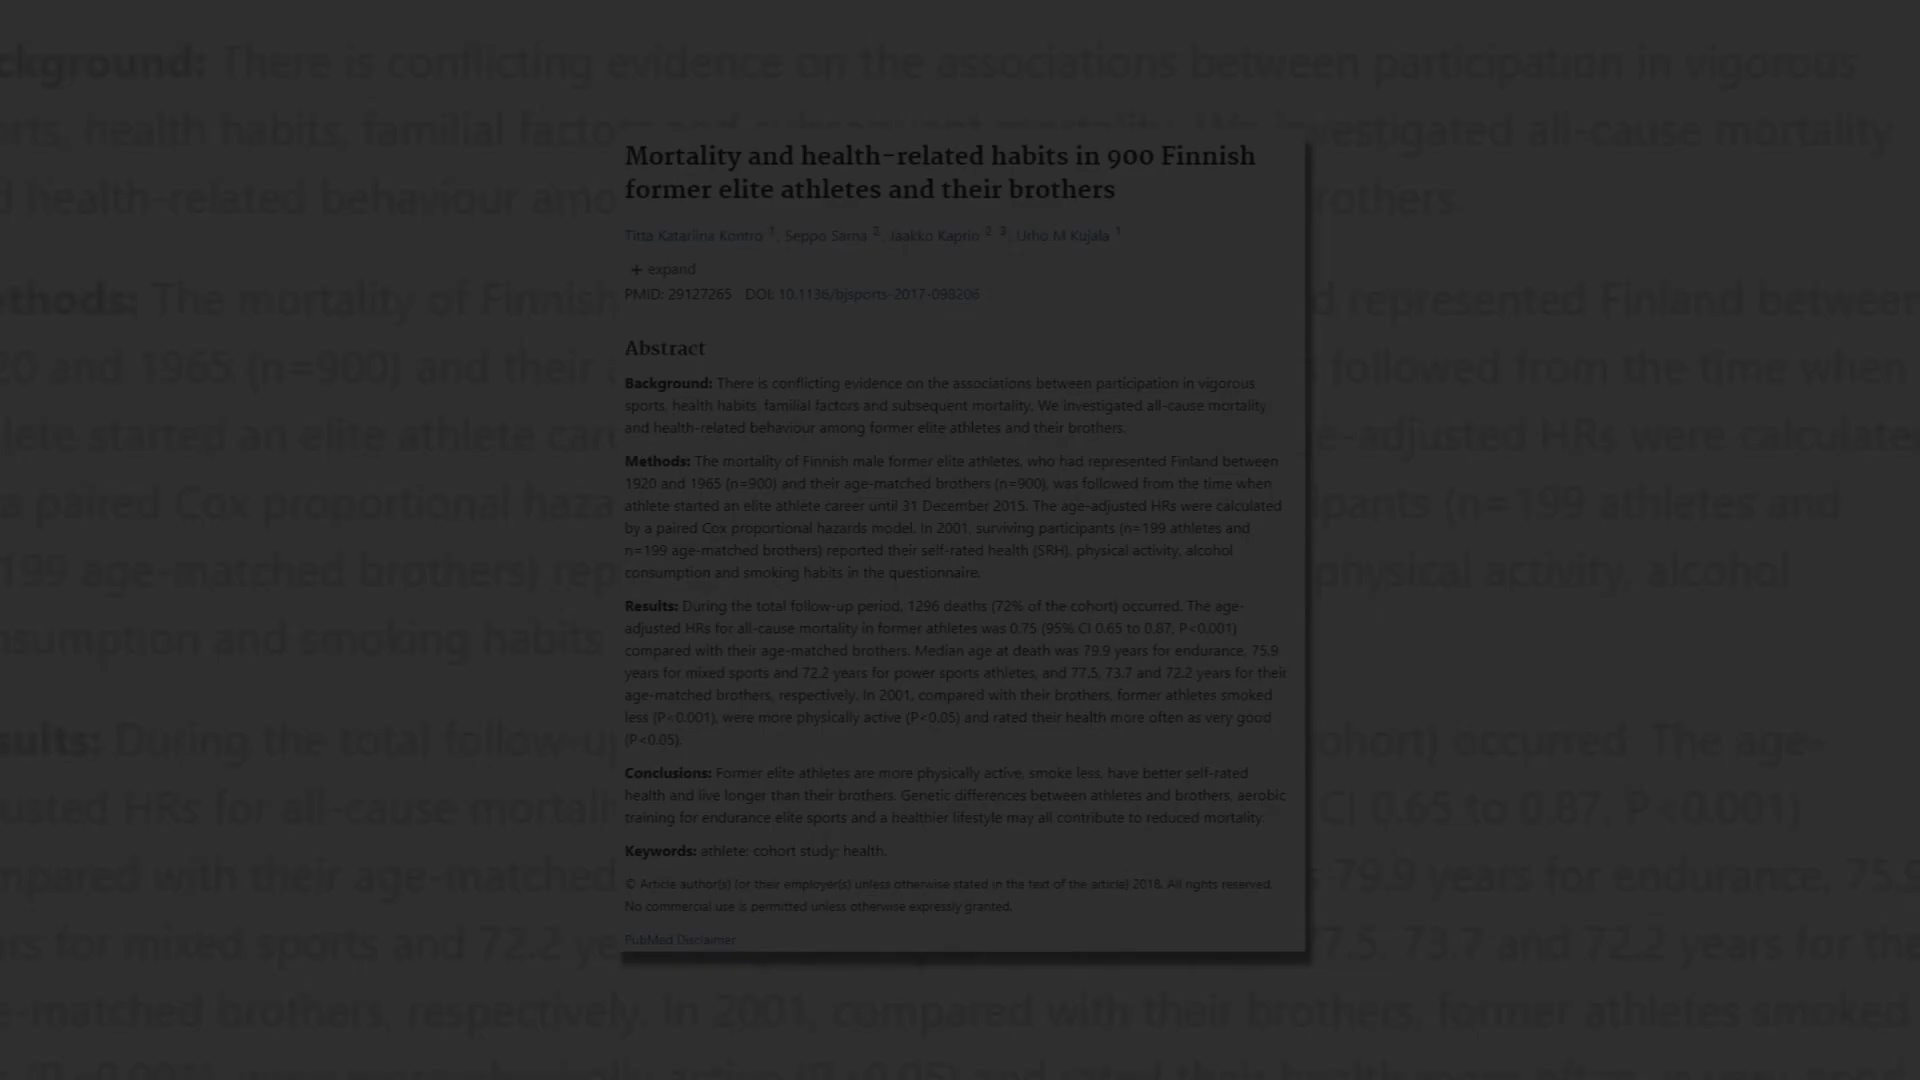 Mortality and health-related habits in 900 Finnish
former elite athletes and their brothers
Titta Katariina Kontro 1, Seppo Sarna 2, Jaakko Kaprio 2 3, Urho M Kujala 1
+ expand
PMID: 29127265 DOI: 10.1136/bjsports-2017-098206
Abstract
Background: There is conflicting evidence on the associations between participation in vigorous
sports, health habits, familial factors and subsequent mortality. We investigated all-cause mortality
and health-related behaviour among former elite athletes and their brothers.
Methods: The mortality of Finnish male former elite athletes, who had represented Finland between
1920 and 1965 (n=900) and their age-matched brothers (n=900), was followed from the time when
athlete started an elite athlete career until 31 December 2015. The age-adjusted HRs were calculated
by a paired Cox proportional hazards model. In 2001, surviving participants (n=199 athletes and
n=199 age-matched brothers) reported their self-rated health (SRH), physical activity, alcohol
consumption and smoking habits in the questionnaire.
Results: During the total follow-up period, 1296 deaths (72% of the cohort) occurred. The age-
adjusted HRs for all-cause mortality in former athletes was 0.75 (95% CI 0.65 to 0.87, P<0.001)
compared with their age-matched brothers. Median age at death was 79.9 years for endurance, 75.9
years for mixed sports and 72.2 years for power sports athletes, and 77.5, 73.7 and 72.2 years for their
age-matched brothers, respectively. In 2001, compared with their brothers, former athletes smoked
less (P<0.001), were more physically active (P<0.05) and rated their health more often as very good
(P<0.05).
Conclusions: Former elite athletes are more physically active, smoke less, have better self-rated
health and live longer than their brothers. Genetic differences between athletes and brothers, aerobic
training for endurance elite sports and a healthier lifestyle may all contribute to reduced mortality.
Keywords: athlete; cohort study; health.
© Article author(s) (or their employer(s) unless otherwise stated in the text of the article) 2018. All rights reserved.
No commercial use is permitted unless otherwise expressly granted.
PubMed Disclaimer